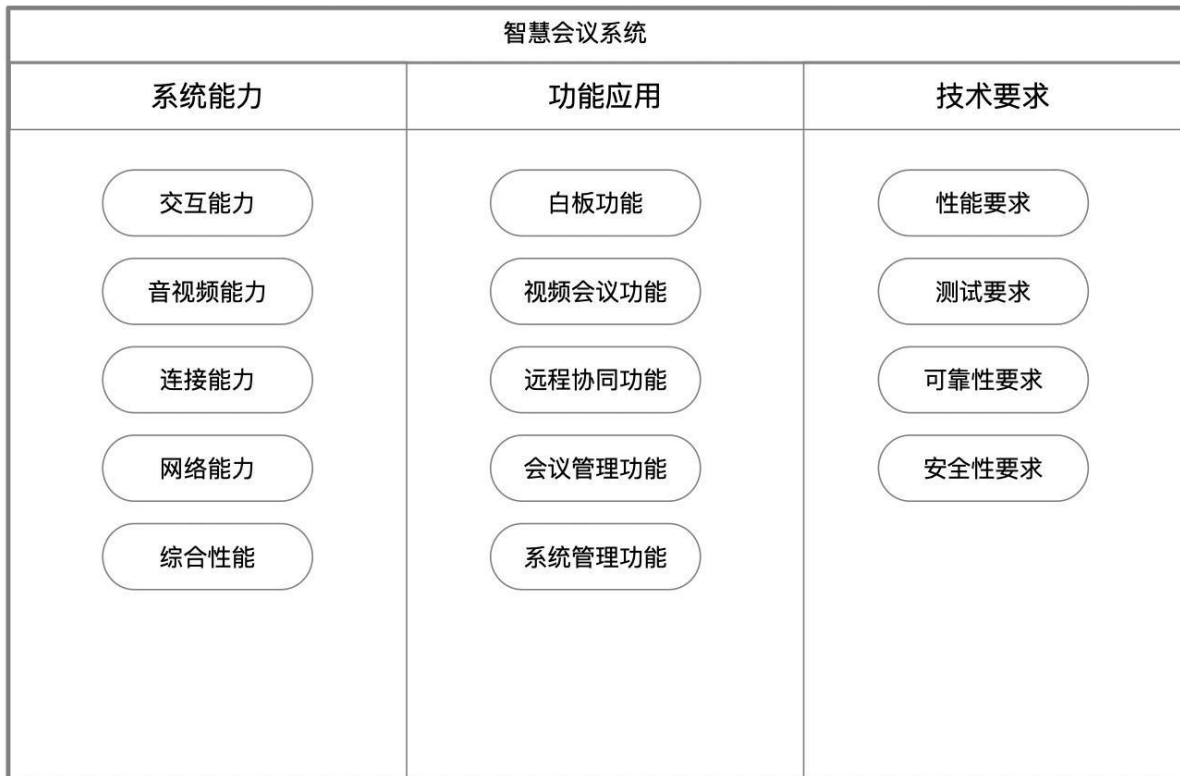 智慧会议系统
系统能力
功能应用
技术要求
交互能力
白板功能
性能要求
音视频能力
视频会议功能
测试要求
连接能力
远程协同功能
可靠性要求
网络能力
会议管理功能
安全性要求
综合性能
系统管理功能